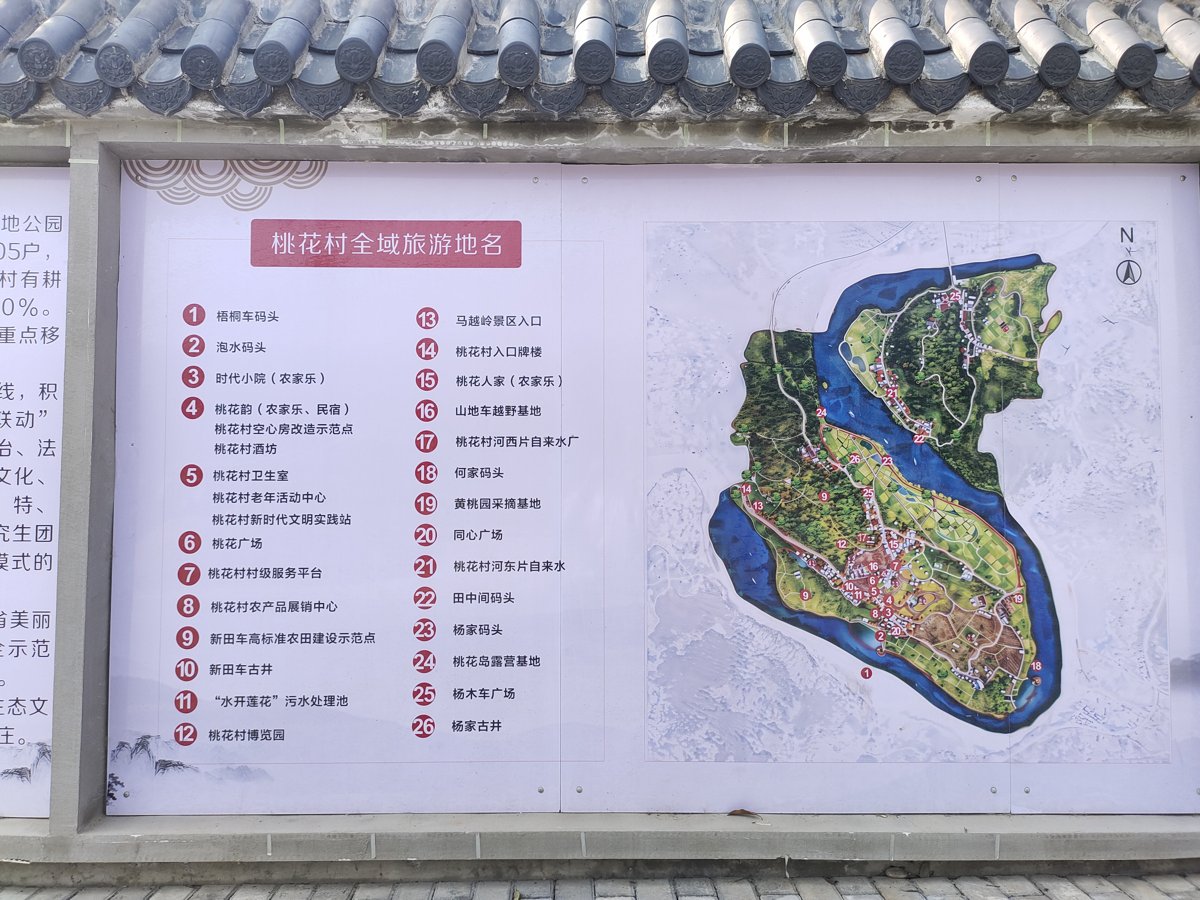 地公园
05户，
村有耕
0%。
重点移
线，积
联动”
治、法
文化、
特、
究生团
模式的
省美丽
全示范
。
生态文
庄。
桃花村全域旅游地名
1 梧桐车码头
2 泡水码头
3 时代小院（农家乐）
4 桃花韵（农家乐、民宿）
桃花村空心房改造示范点
桃花村酒坊
5 桃花村卫生室
桃花村老年活动中心
桃花村新时代文明实践站
6 桃花广场
7 桃花村村级服务平台
8 桃花村农产品展销中心
9 新田车高标准农田建设示范点
10 新田车古井
11 “水开莲花”污水处理池
12 桃花村博览园
13 马越岭景区入口
14 桃花村入口牌楼
15 桃花人家（农家乐）
16 山地车越野基地
17 桃花村河西片自来水厂
18 何家码头
19 黄桃园采摘基地
20 同心广场
21 桃花村河东片自来水
22 田中间码头
23 杨家码头
24 桃花岛露营基地
25 杨木车广场
26 杨家古井
N
25
21
22
24
26
23
14
13
9
25
12
17
15
16
7
6
10
11
5
4
8
3
9
20
2
1
19
18